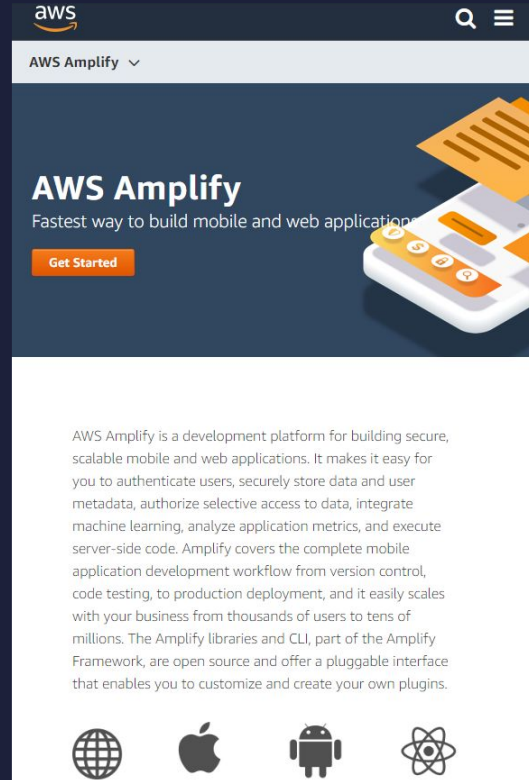 aws
AWS Amplify
AWS Amplify
Fastest way to build mobile and web applications
Get Started
AWS Amplify is a development platform for building secure,
scalable mobile and web applications. It makes it easy for
you to authenticate users, securely store data and user
metadata, authorize selective access to data, integrate
machine learning, analyze application metrics, and execute
server-side code. Amplify covers the complete mobile
application development workflow from version control,
code testing, to production deployment, and it easily scales
with your business from thousands of users to tens of
millions. The Amplify libraries and CLI, part of the Amplify
Framework, are open source and offer a pluggable interface
that enables you to customize and create your own plugins.